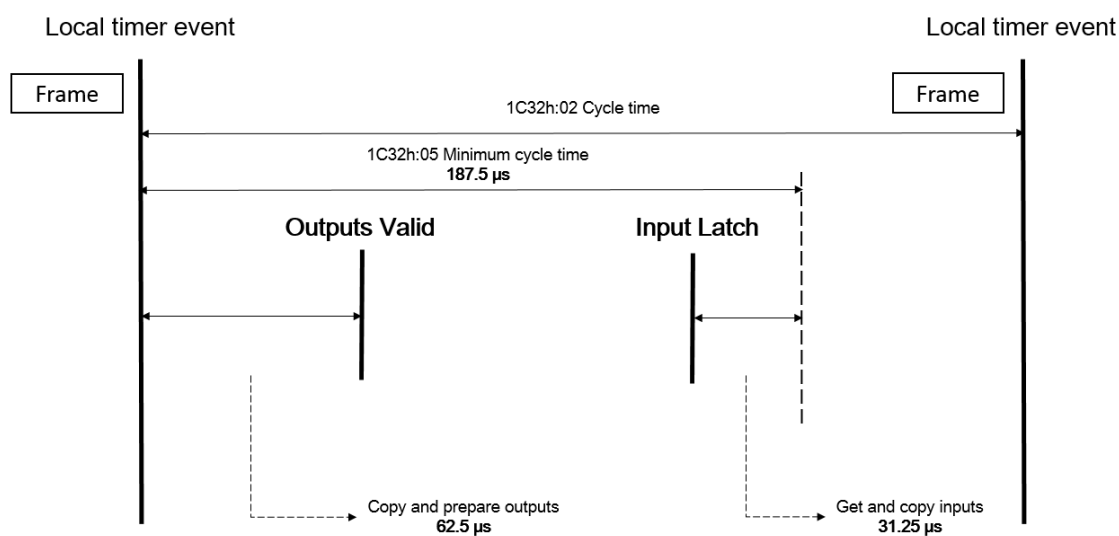 Local timer event
Local timer event
Frame
Frame
1C32h:02 Cycle time
1C32h:05 Minimum cycle time
187.5 µs
Outputs Valid
Input Latch
Copy and prepare outputs
62.5 µs
Get and copy inputs
31.25 µs